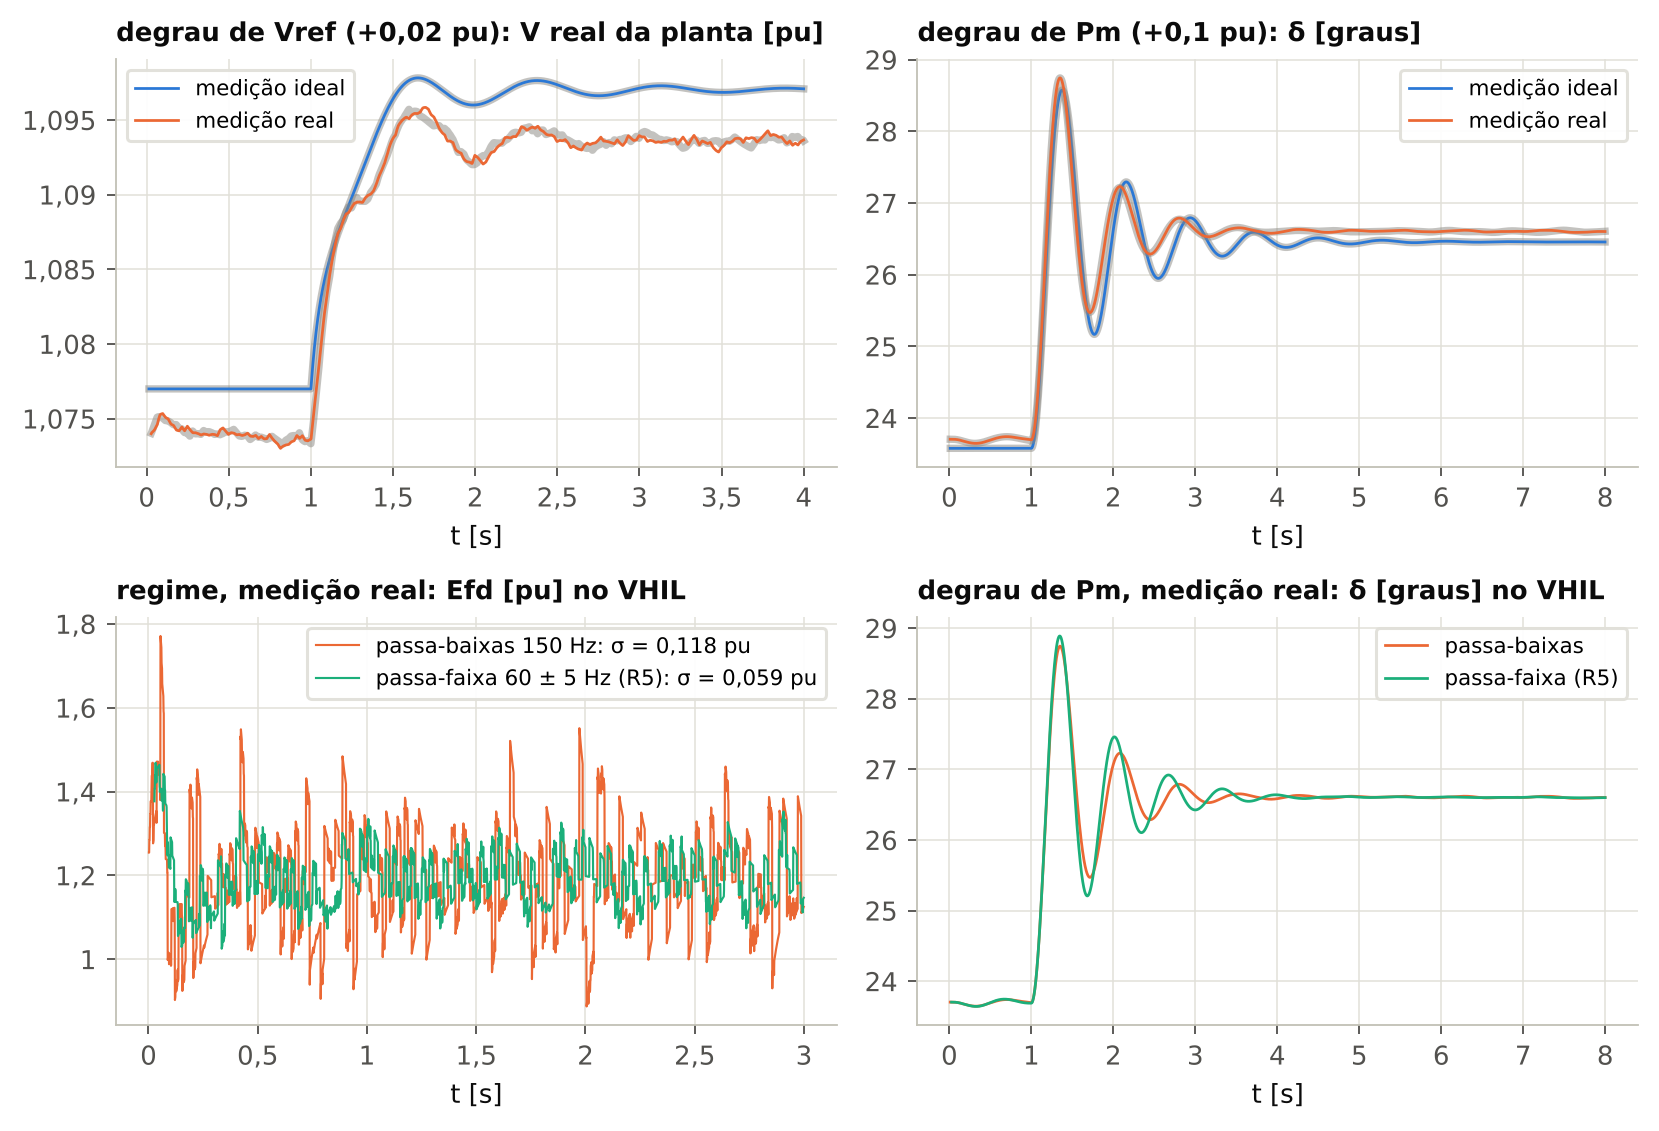 degrau de Vref (+0,02 pu): V real da planta [pu]
medição ideal
medição real
1,095
1,09
1,085
1,08
1,075
0 0,5 1 1,5 2 2,5 3 3,5 4
t [s]
degrau de Pm (+0,1 pu): δ [graus]
medição ideal
medição real
29
28
27
26
25
24
0 1 2 3 4 5 6 7 8
t [s]
regime, medição real: Efd [pu] no VHIL
passa-baixas 150 Hz: σ = 0,118 pu
passa-faixa 60 ± 5 Hz (R5): σ = 0,059 pu
1,8
1,6
1,4
1,2
1
0 0,5 1 1,5 2 2,5 3
t [s]
degrau de Pm, medição real: δ [graus] no VHIL
passa-baixas
passa-faixa (R5)
29
28
27
26
25
24
0 1 2 3 4 5 6 7 8
t [s]